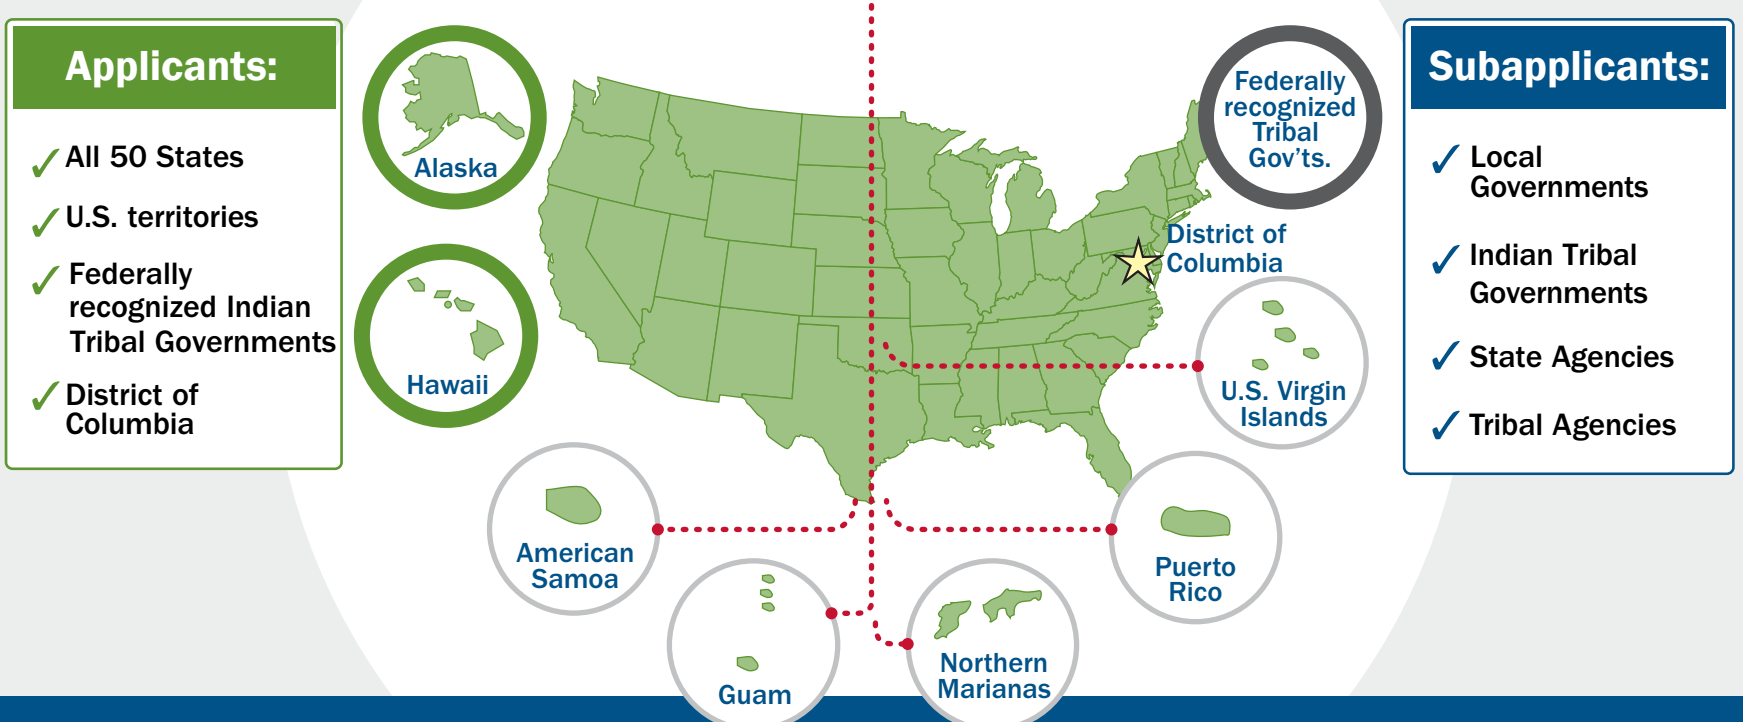 Applicants:
All 50 States
U.S. territories
Federally
recognized Indian
Tribal Governments
District of
Columbia
Alaska
Hawaii
Federally
recognized
Tribal
Gov'ts.
District of
Columbia
U.S. Virgin
Islands
American
Samoa
Guam
Northern
Marianas
Puerto
Rico
Subapplicants:
Local
Governments
Indian Tribal
Governments
State Agencies
Tribal Agencies